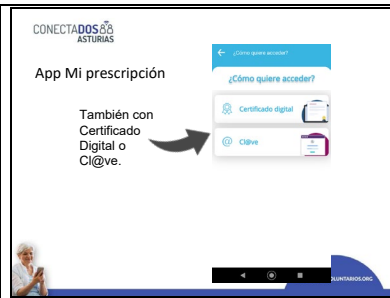 CONECTADOS
ASTURIAS
App Mi prescripción
También con
Certificado
Digital o
Cl@ve.
¿Cómo quiere acceder?
¿Cómo quiere acceder?
Certificado digital
Cl@ve
OLUNTARIOS.ORG